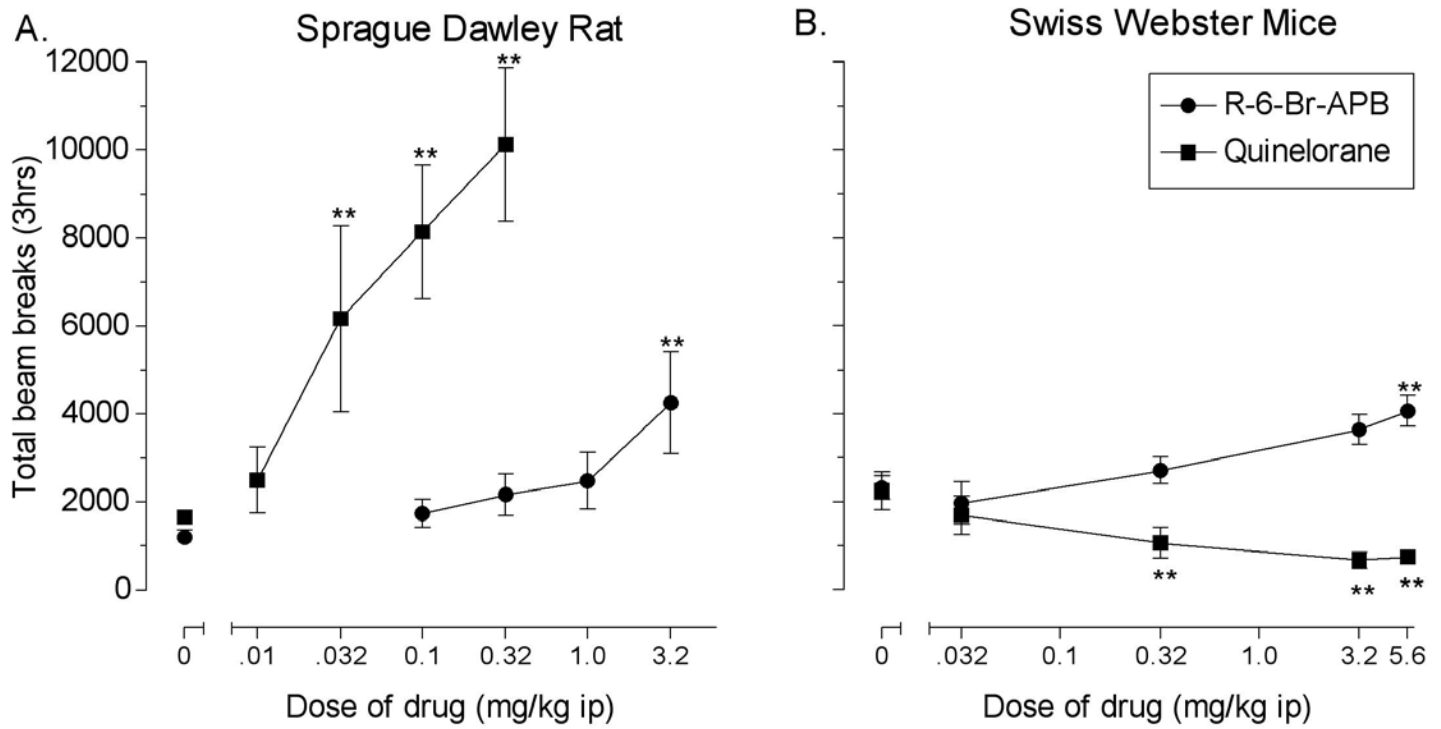 A.
Sprague Dawley Rat
B.
Swiss Webster Mice
Total beam breaks (3hrs)
12000
10000
8000
6000
4000
2000
0
**
**
**
**
R-6-Br-APB
Quinelorane
**
**
**
**
0 .01 .032 0.1 0.32 1.0 3.2
0 .032 0.1 0.32 1.0 3.2 5.6
Dose of drug (mg/kg ip)
Dose of drug (mg/kg ip)